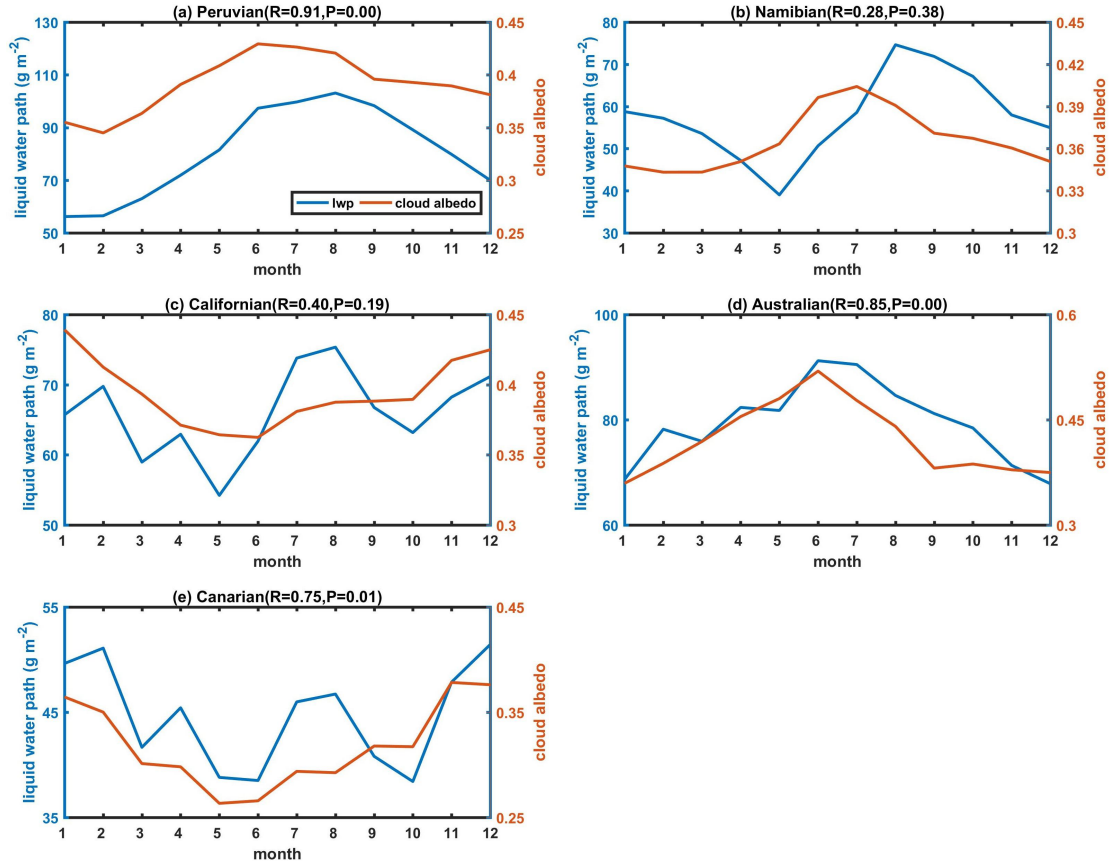 (a) Peruvian(R=0.91,P=0.00)
130
110
90
70
50
liquid water path (g m-2)
0.45
0.4
0.35
0.3
0.25
cloud albedo
lwp cloud albedo
1 2 3 4 5 6 7 8 9 10 11 12
month
(b) Namibian(R=0.28,P=0.38)
80
70
60
50
40
30
liquid water path (g m-2)
0.45
0.42
0.39
0.36
0.33
0.3
cloud albedo
1 2 3 4 5 6 7 8 9 10 11 12
month
(c) Californian(R=0.40,P=0.19)
80
70
60
50
liquid water path (g m-2)
0.45
0.4
0.35
0.3
cloud albedo
1 2 3 4 5 6 7 8 9 10 11 12
month
(d) Australian(R=0.85,P=0.00)
100
80
60
liquid water path (g m-2)
0.6
0.45
0.3
cloud albedo
1 2 3 4 5 6 7 8 9 10 11 12
month
(e) Canarian(R=0.75,P=0.01)
55
45
35
liquid water path (g m-2)
0.45
0.35
0.25
cloud albedo
1 2 3 4 5 6 7 8 9 10 11 12
month